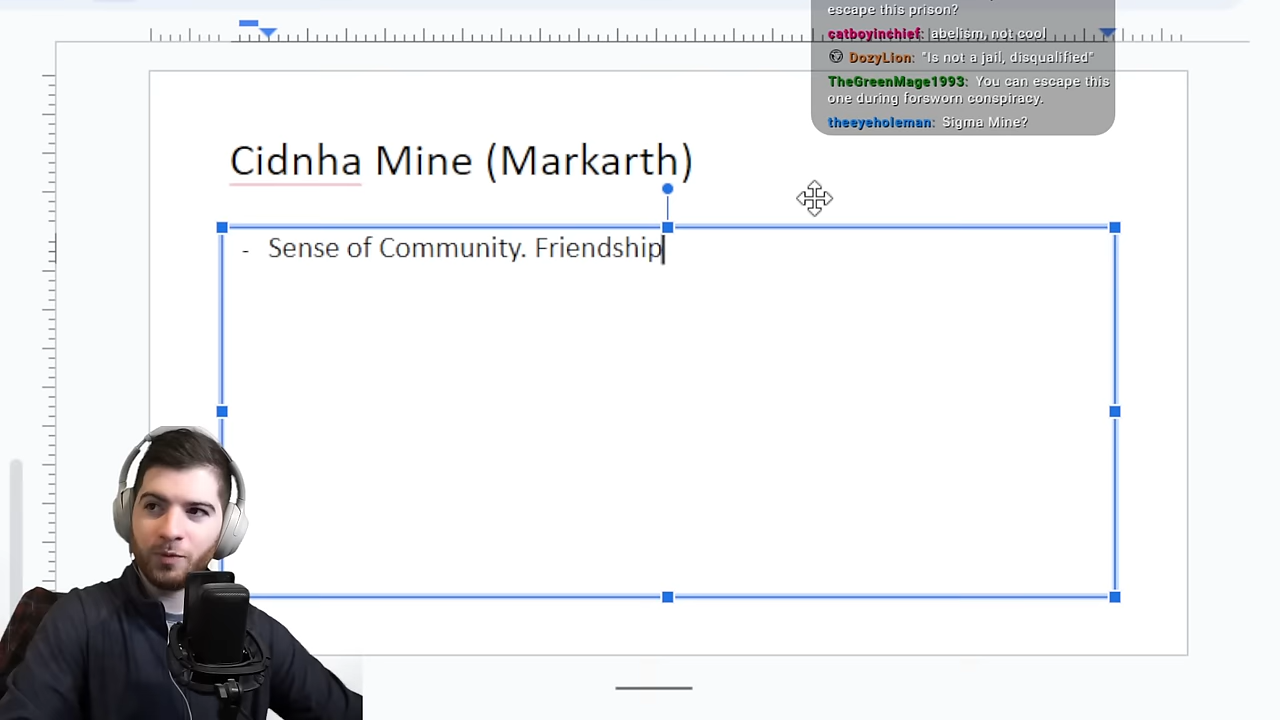 escape this prison?
catboyinchief: abelism, not cool
DozyLion: "Is not a jail, disqualified"
TheGreenMage1993: You can escape this
one during forsworn conspiracy.
theeyeholeman: Sigma Mine?
Cidnha Mine (Markarth)
- Sense of Community. Friendship